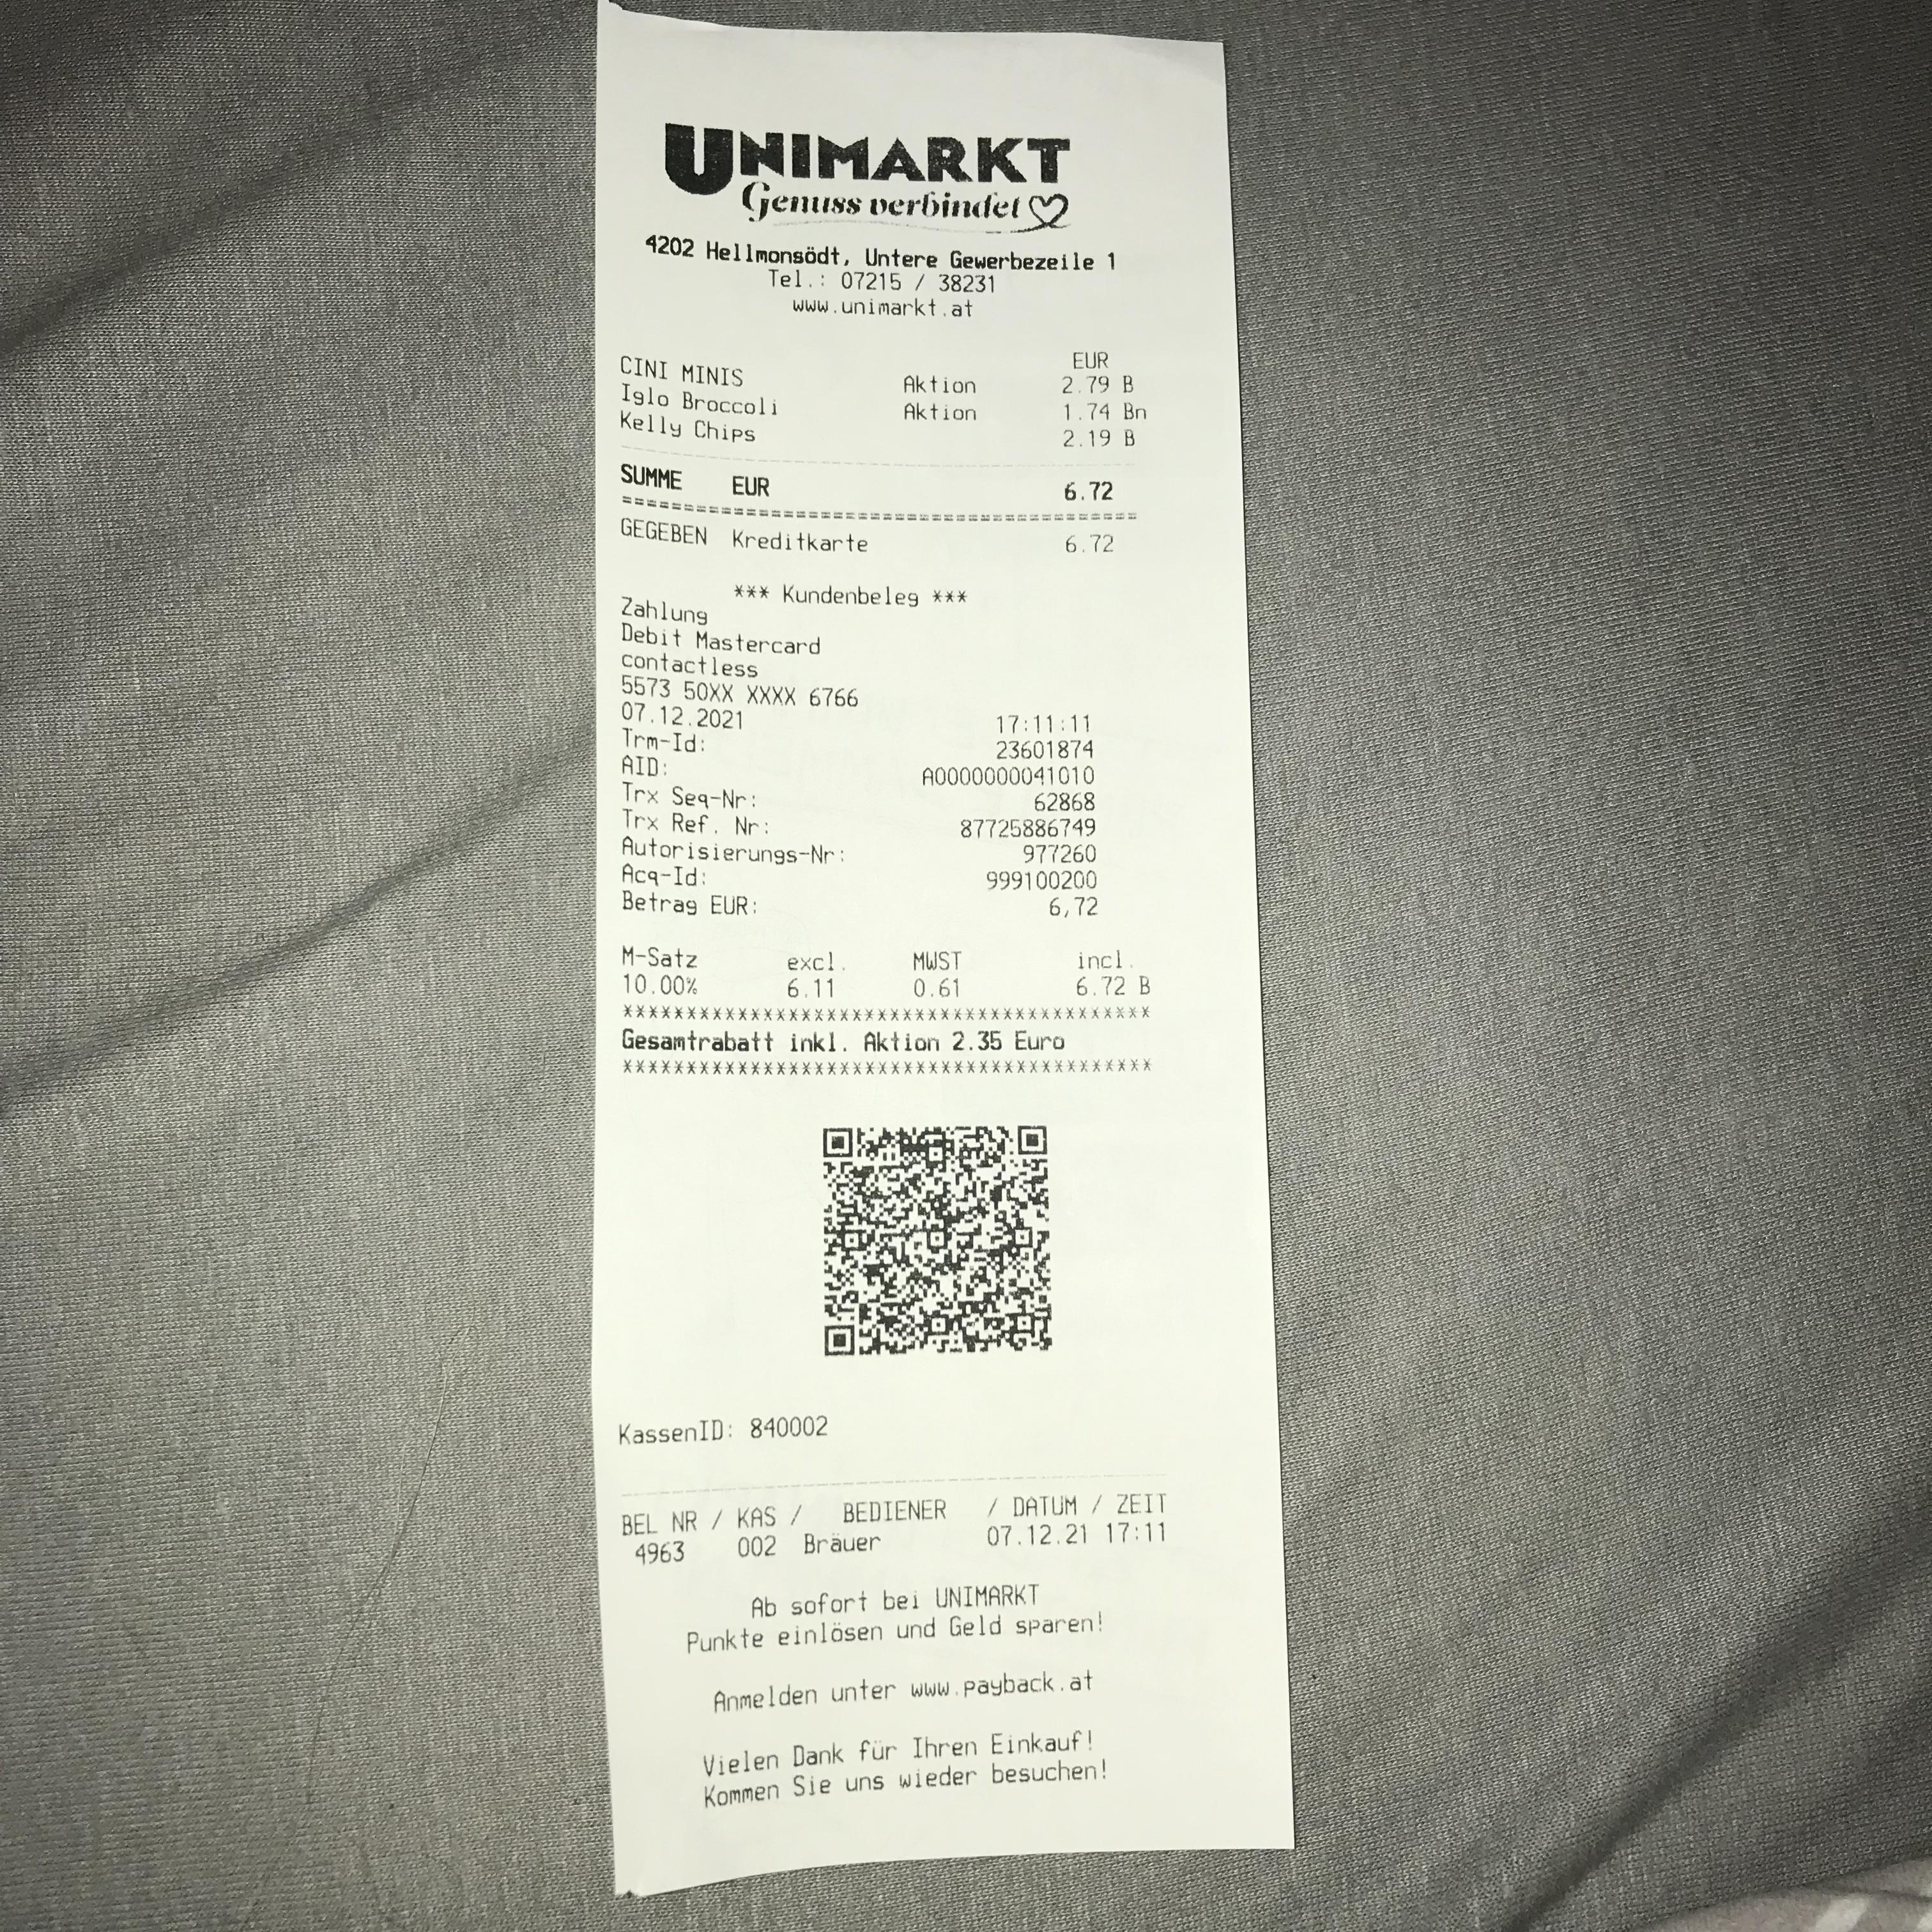 UNIMARKT
Genuss verbindet
4202 Hellmonsödt, Untere Gewerbezeile 1
Tel.: 07215 / 38231
www.unimarkt.at
EUR
CINI MINIS Aktion 2.79 B
Iglo Broccoli Aktion 1.74 Bn
Kelly Chips 2.19 B
SUMME EUR 6.72
=========================================
GEGEBEN Kreditkarte 6.72
*** Kundenbeleg ***
Zahlung
Debit Mastercard
contactless
5573 50XX XXXX 6766
07.12.2021 17:11:11
Trm-Id: 23601874
AID: A0000000041010
Trx Seq-Nr: 62868
Trx Ref. Nr: 87725886749
Autorisierungs-Nr: 977260
Acq-Id: 999100200
Betrag EUR: 6,72
M-Satz excl. MWST incl.
10.00% 6.11 0.61 6.72 B
******************************************
Gesamtrabatt inkl. Aktion 2.35 Euro
******************************************
KassenID: 840002
BEL NR / KAS / BEDIENER / DATUM / ZEIT
4963 002 Bräuer 07.12.21 17:11
Ab sofort bei UNIMARKT
Punkte einlösen und Geld sparen!
Anmelden unter www.payback.at
Vielen Dank für Ihren Einkauf!
Kommen Sie uns wieder besuchen!